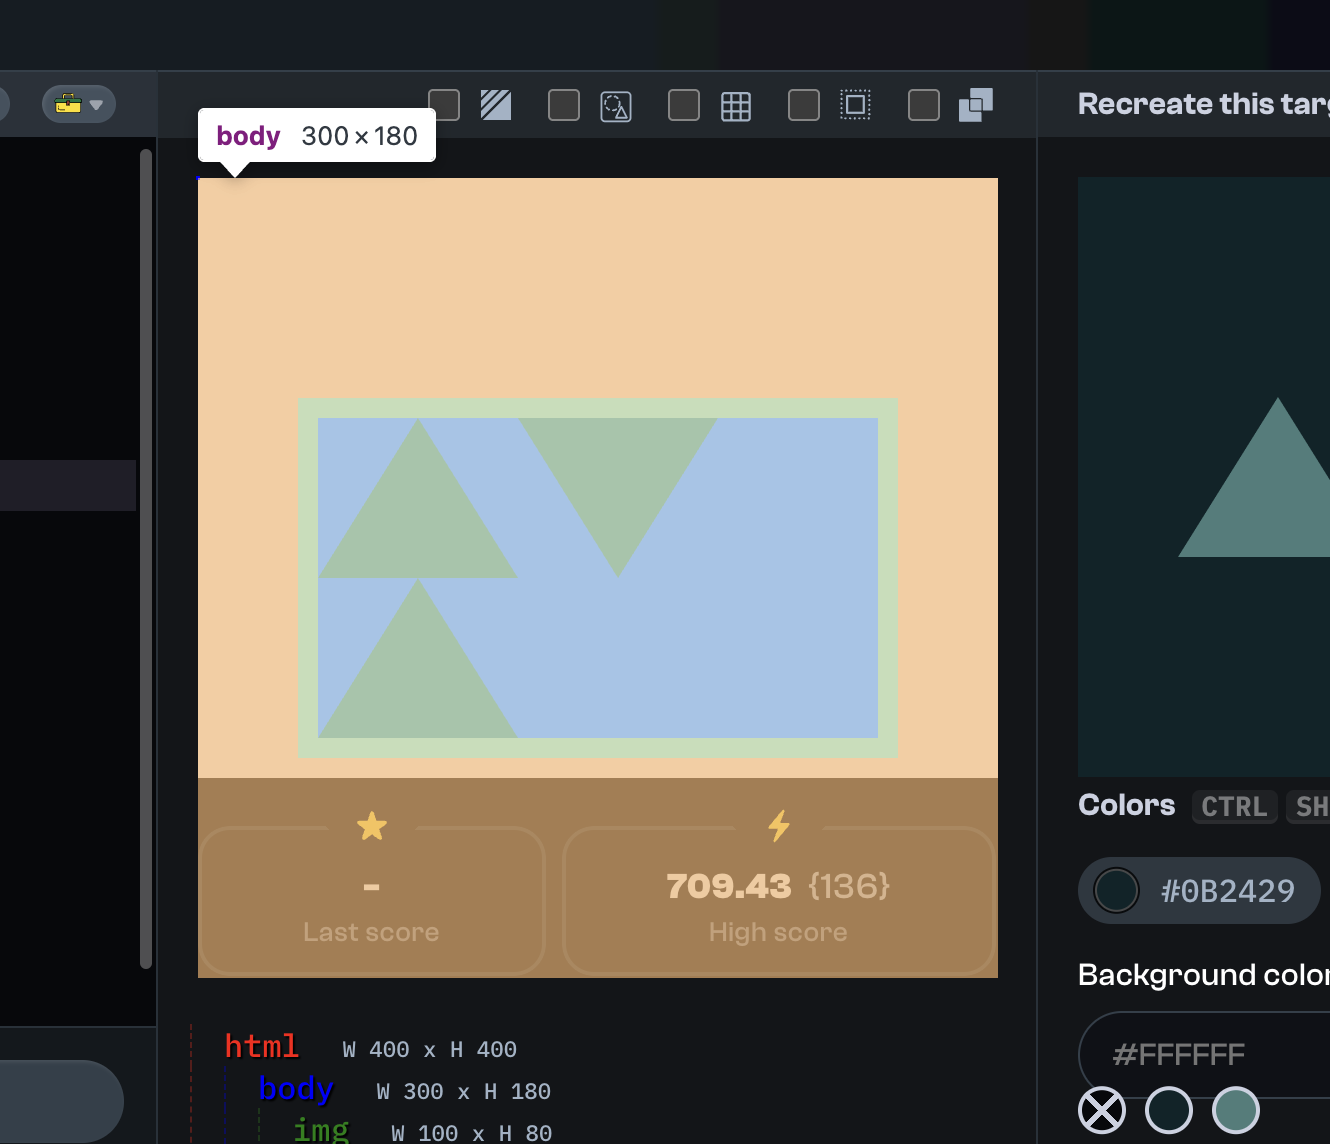 Recreate this tar
body 300 × 180
-
Last score
709.43 {136}
High score
html W 400 x H 400
body W 300 x H 180
img W 100 x H 80
Colors CTRL SH
#0B2429
Background color
#FFFFFF